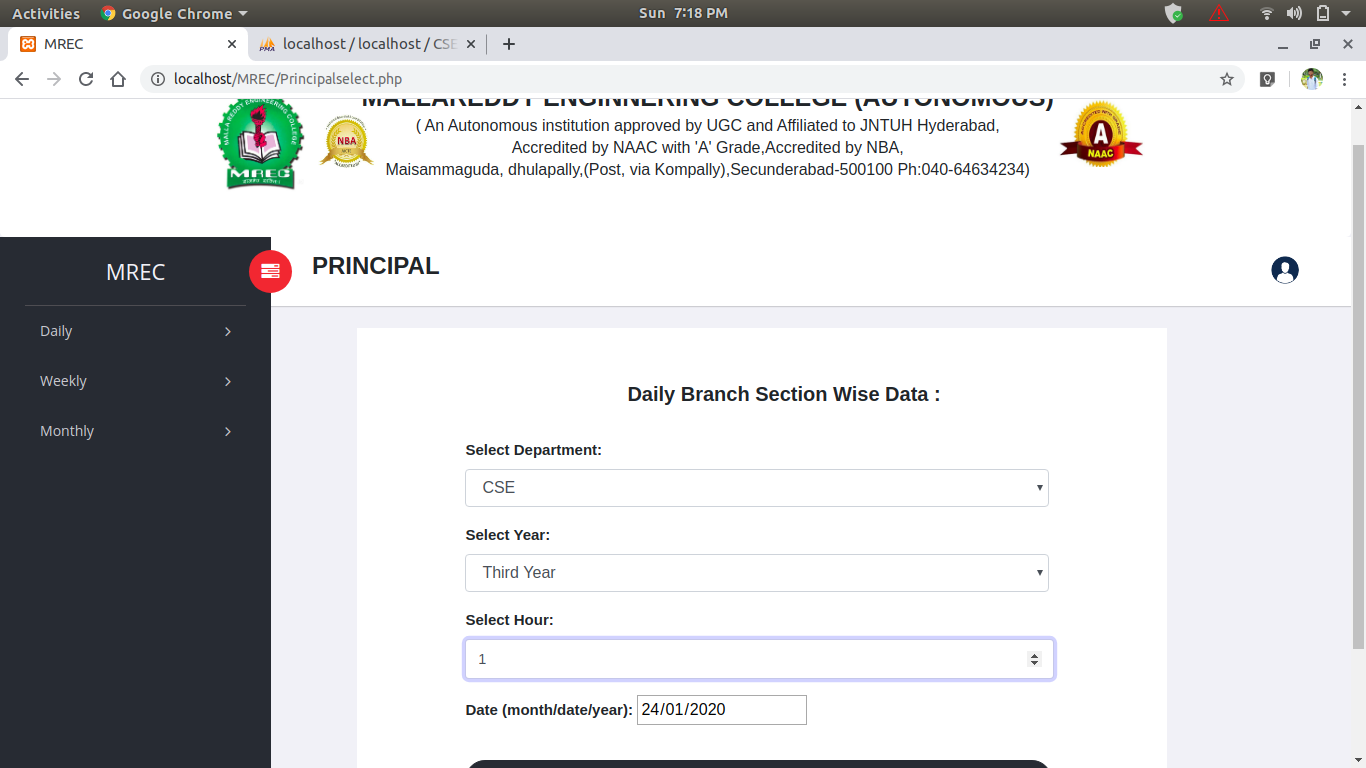 Activities Google Chrome Sun 7:18 PM
MREC localhost / localhost / CSE
localhost/MREC/Principalselect.php
MALLAREDDY ENGINNERING COLLEGE (AUTONOMOUS)
( An Autonomous institution approved by UGC and Affiliated to JNTUH Hyderabad,
Accredited by NAAC with 'A' Grade,Accredited by NBA,
Maisammaguda, dhulapally,(Post, via Kompally),Secunderabad-500100 Ph:040-64634234)
MALLA REDDY ENGINEERING COLLEGE
MREC
NBA
A
NAAC
MREC
PRINCIPAL
Daily
Weekly
Monthly
Daily Branch Section Wise Data :
Select Department:
CSE
Select Year:
Third Year
Select Hour:
1
Date (month/date/year): 24/01/2020